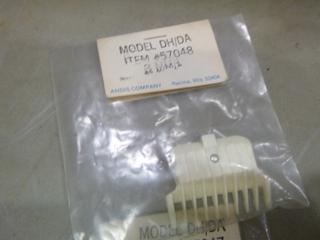 MODEL DH/DA
ITEM #57048
ANDIS COMPANY Racine, Wis. 53404
MODEL DH/DA